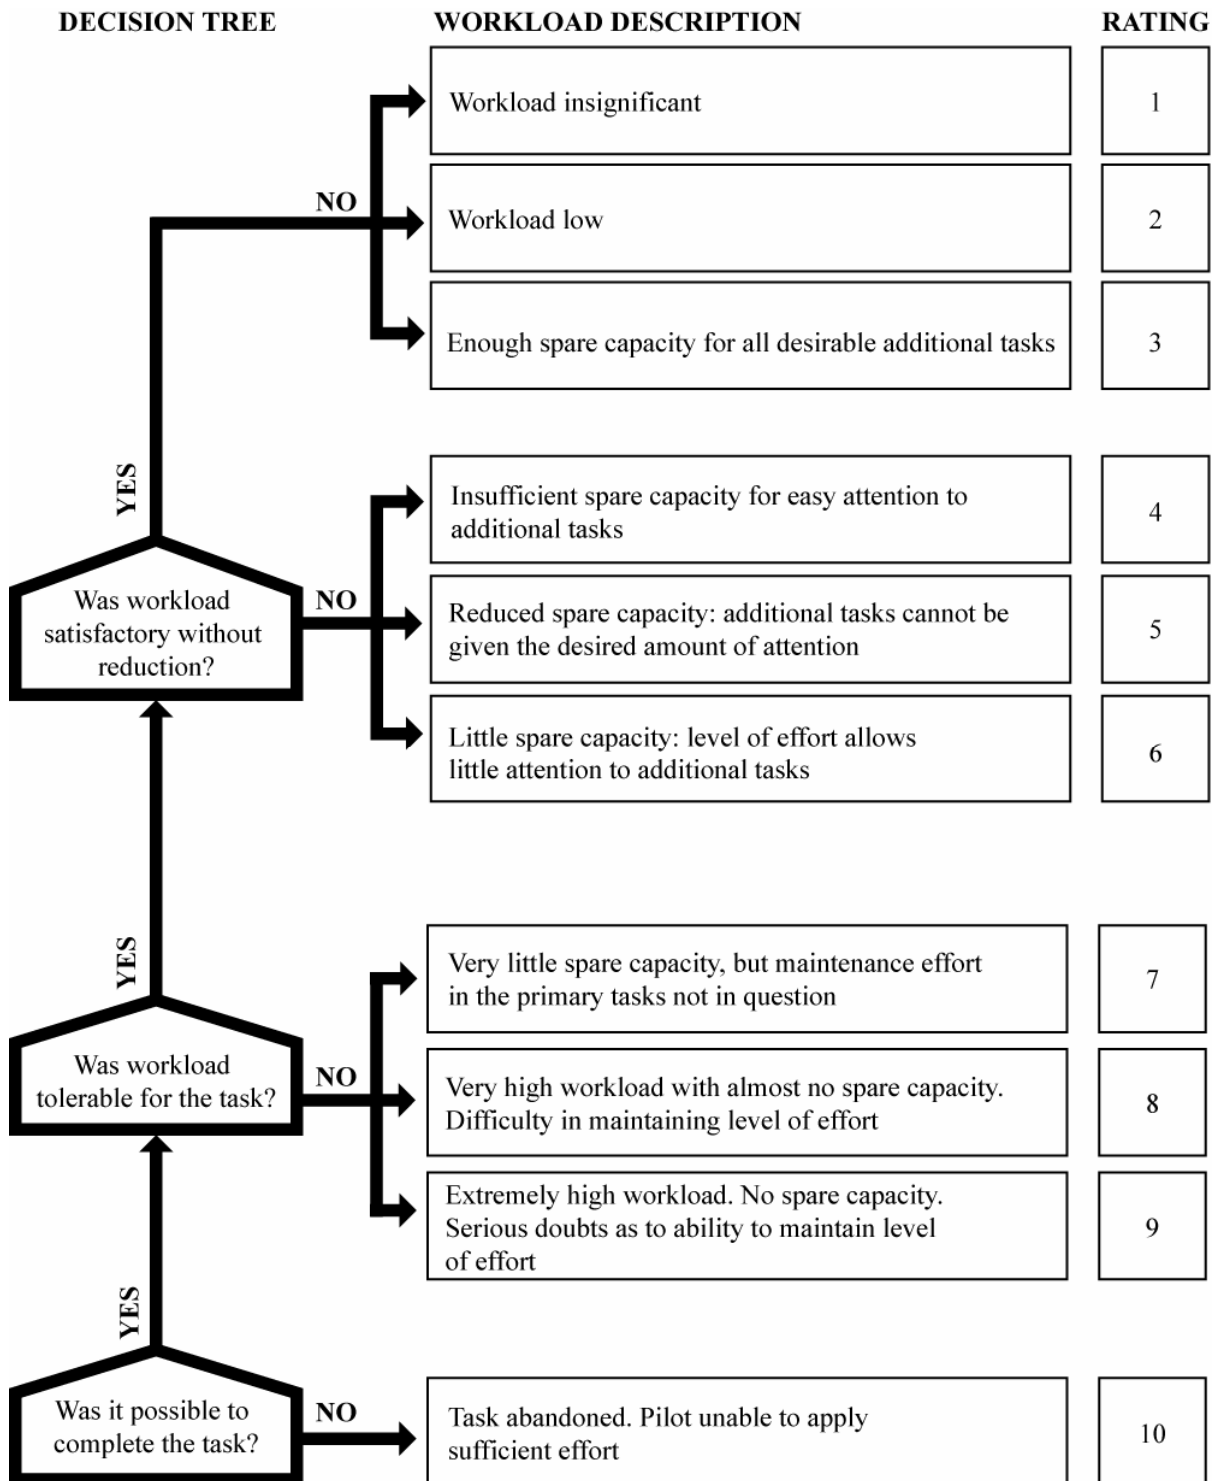 DECISION TREE WORKLOAD DESCRIPTION RATING
Workload insignificant 1
NO
Workload low 2
Enough spare capacity for all desirable additional tasks 3
YES
Insufficient spare capacity for easy attention to
additional tasks
4
Was workload
satisfactory without
reduction?
NO
Reduced spare capacity: additional tasks cannot be
given the desired amount of attention
5
Little spare capacity: level of effort allows
little attention to additional tasks
6
YES
Very little spare capacity, but maintenance effort
in the primary tasks not in question
7
Was workload
tolerable for the task?
NO
Very high workload with almost no spare capacity.
Difficulty in maintaining level of effort
8
Extremely high workload. No spare capacity.
Serious doubts as to ability to maintain level
of effort
9
YES
Was it possible to
complete the task?
NO
Task abandoned. Pilot unable to apply
sufficient effort
10